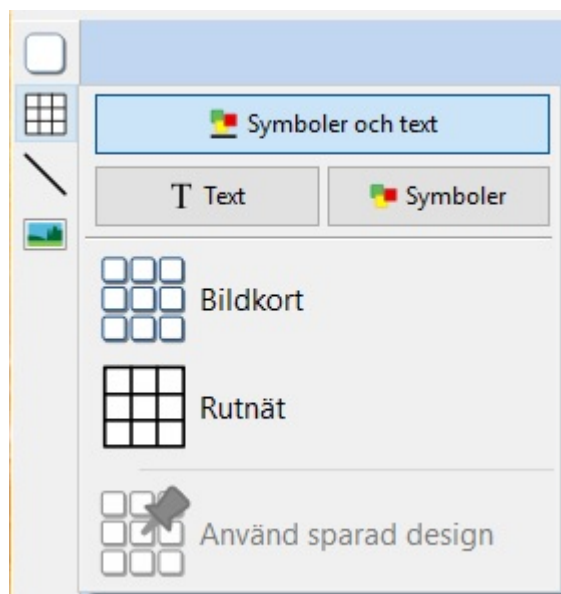 Symboler och text
T Text
Symboler
Bildkort
Rutnät
Använd sparad design